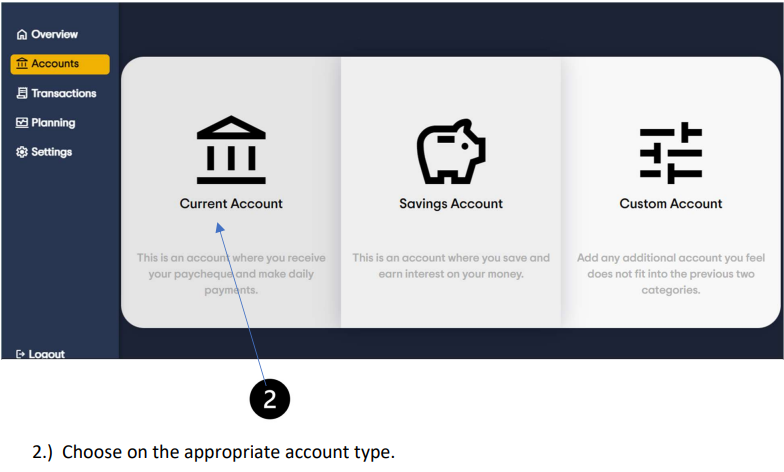 Overview
Accounts
Transactions
Planning
Settings
Current Account
Savings Account
Custom Account
This is an account where you receive
your paycheque and make daily
payments.
This is an account where you save and
earn interest on your money.
Add any additional account you feel
does not fit into the previous two
categories.
Logout
2
2.) Choose on the appropriate account type.